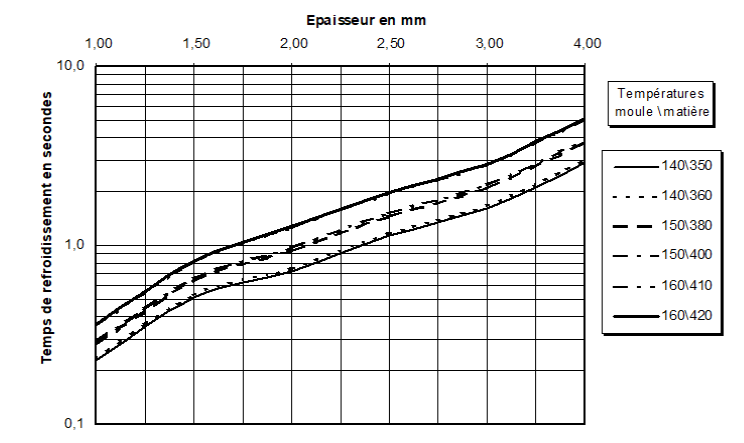 Epaisseur en mm
1,00 1,50 2,00 2,50 3,00 4,00
Temps de refroidissement en secondes
10,0
1,0
0,1
Températures
moule \ matière
140\350
140\360
150\380
150\400
160\410
160\420